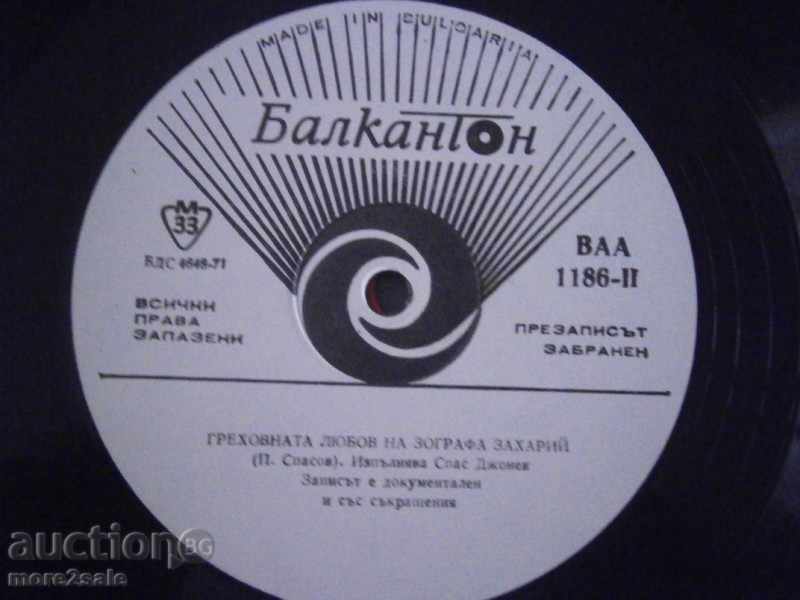 MADE IN BULGARIA
Балкантон
М
33
БДС 4648-71
ВСИЧКИ
ПРАВА
ЗАПАЗЕНИ
ВАА
1186-II
ПРЕЗАПИСЪТ
ЗАБРАНЕН
ГРЕХОВНАТА ЛЮБОВ НА ЗОГРАФА ЗАХАРИЙ
(П. Спасов). Изпълнява Спас Джонев
Записът е документален
и със съкращения
auction BG
more2sale